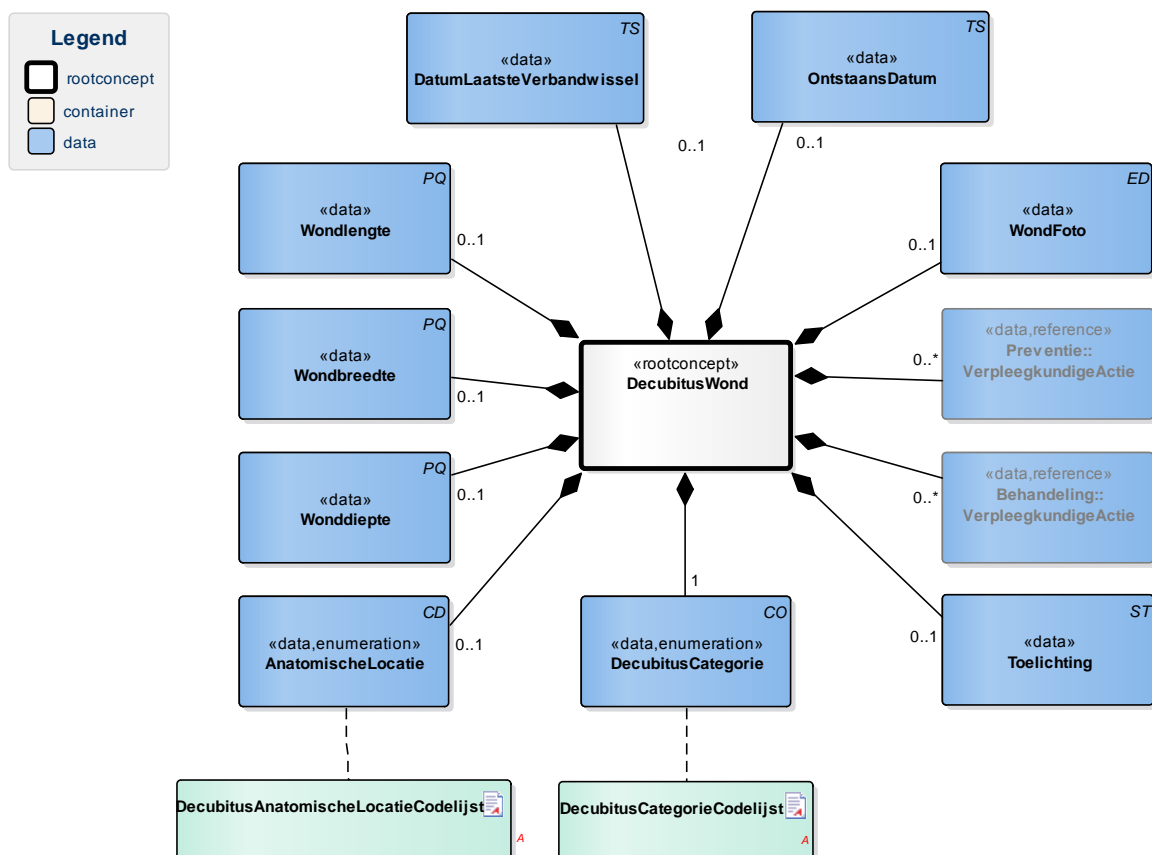 Legend
rootconcept
container
data
TS
«data»
DatumLaatsteVerbandwissel
0..1
TS
«data»
OntstaansDatum
0..1
PQ
«data»
Wondlengte
0..1
ED
«data»
WondFoto
0..1
PQ
«data»
Wondbreedte
0..1
«rootconcept»
DecubitusWond
«data,reference»
Preventie::
VerpleegkundigeActie
0..*
PQ
«data»
Wonddiepte
0..1
«data,reference»
Behandeling::
VerpleegkundigeActie
0..*
CD
«data,enumeration»
AnatomischeLocatie
0..1
1
CO
«data,enumeration»
DecubitusCategorie
ST
«data»
Toelichting
0..1
DecubitusAnatomischeLocatieCodelijst
A
DecubitusCategorieCodelijst
A